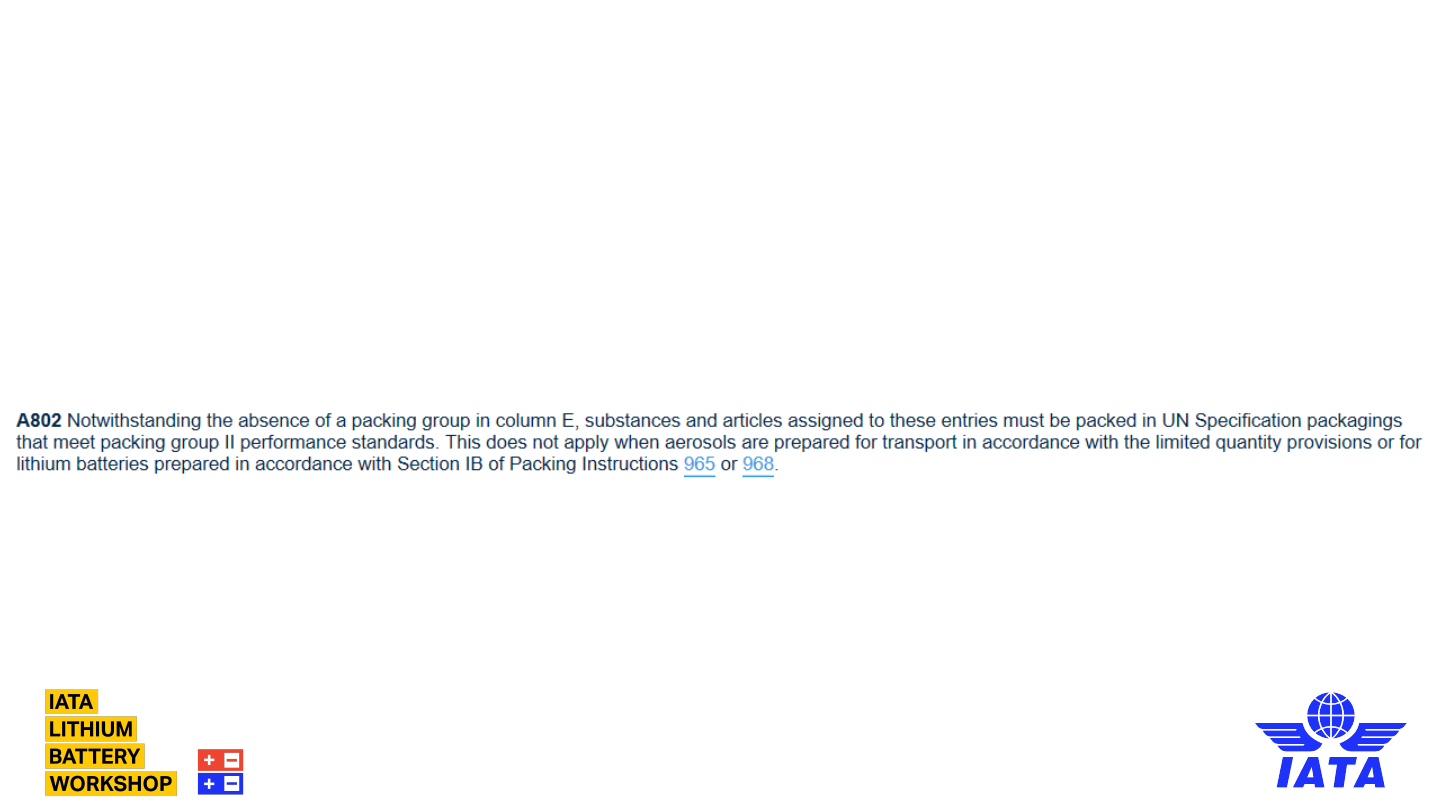 A802 Notwithstanding the absence of a packing group in column E, substances and articles assigned to these entries must be packed in UN Specification packagings
that meet packing group II performance standards. This does not apply when aerosols are prepared for transport in accordance with the limited quantity provisions or for
lithium batteries prepared in accordance with Section IB of Packing Instructions 965 or 968.
IATA
LITHIUM
BATTERY
WORKSHOP
+ −
+ −
IATA